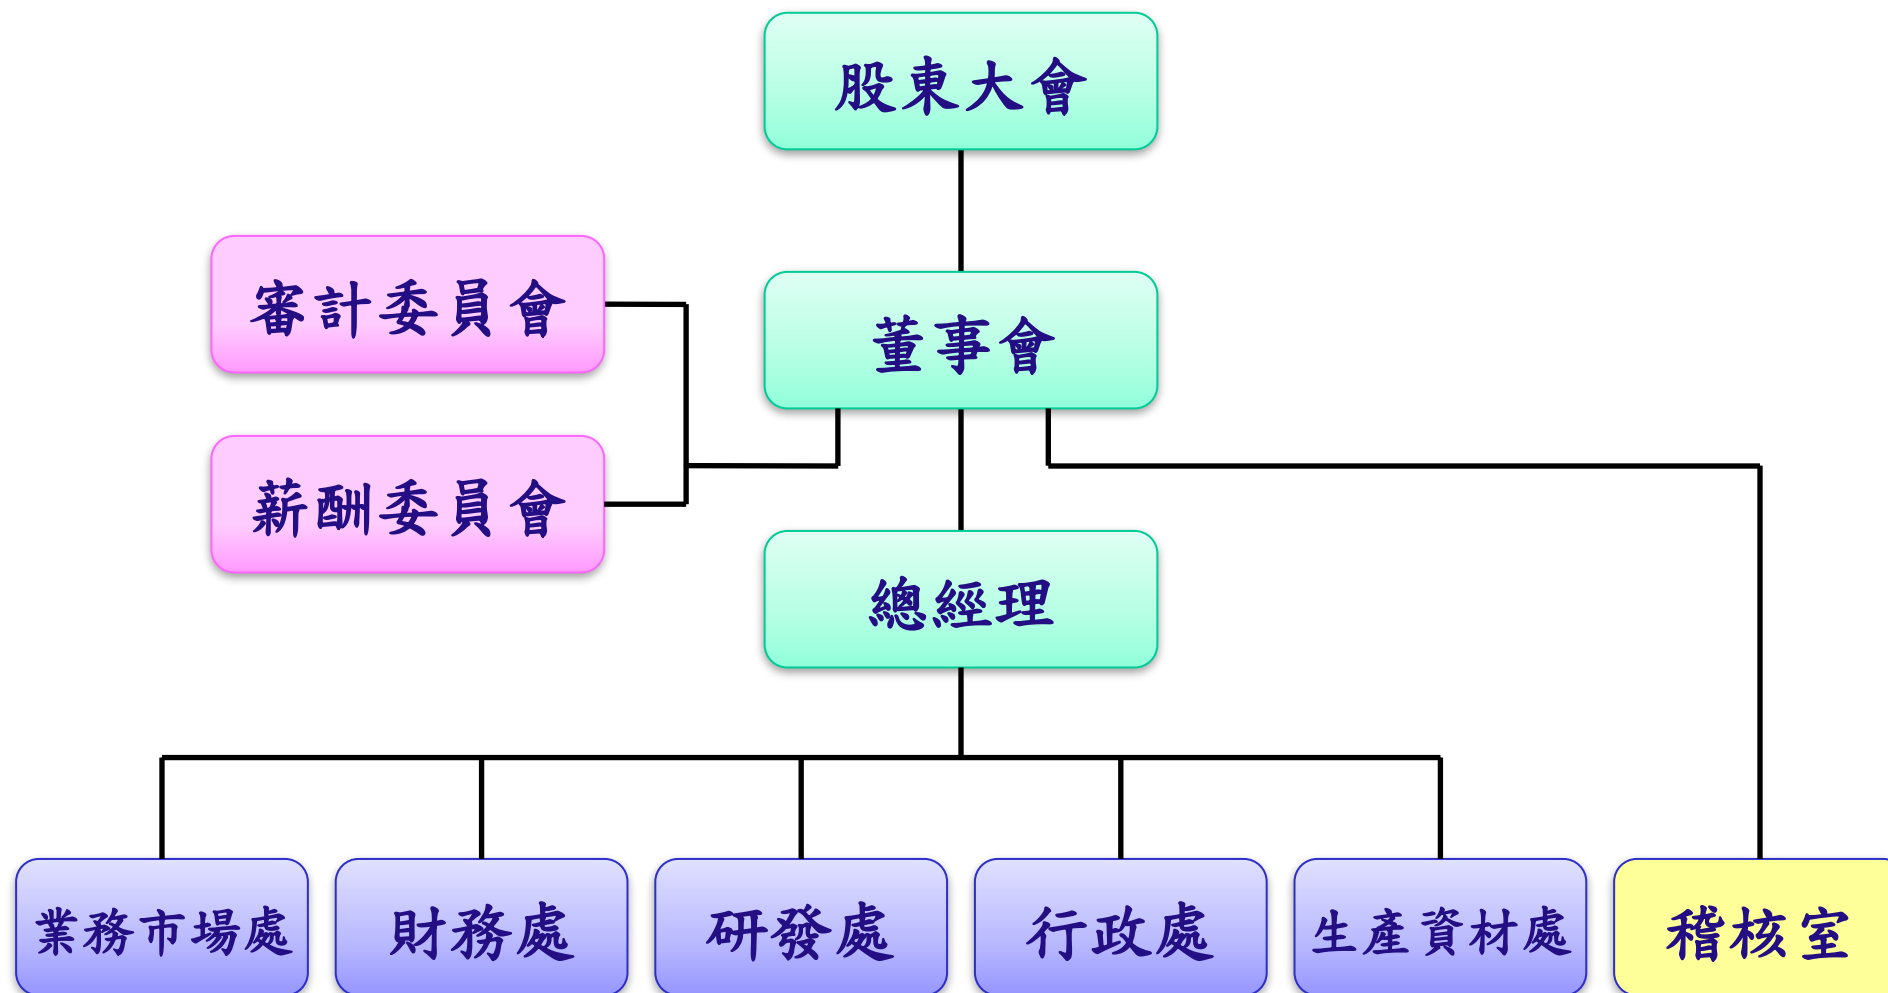 股東大會
審計委員會
董事會
薪酬委員會
總經理
業務市場處
財務處
研發處
行政處
生產資材處
稽核室